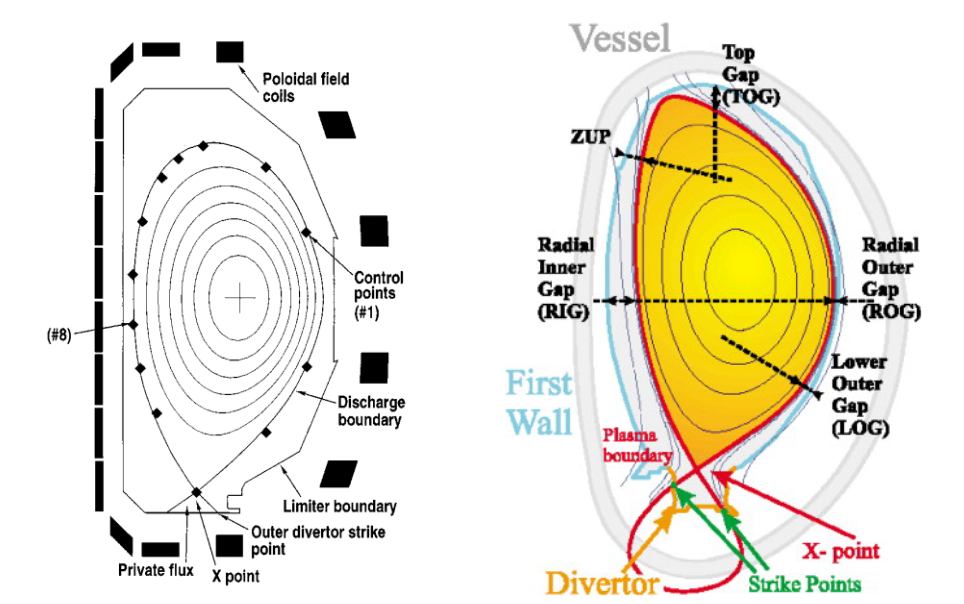 Poloidal field
coils
Control
points
(#1)
(#8)
Discharge
boundary
Limiter boundary
Outer divertor strike
point
Private flux
X point
Vessel
Top
Gap
(TOG)
ZUP
Radial
Inner
Gap
(RIG)
Radial
Outer
Gap
(ROG)
First
Wall
Lower
Outer
Gap
(LOG)
Plasma
boundary
X- point
Divertor
Strike Points